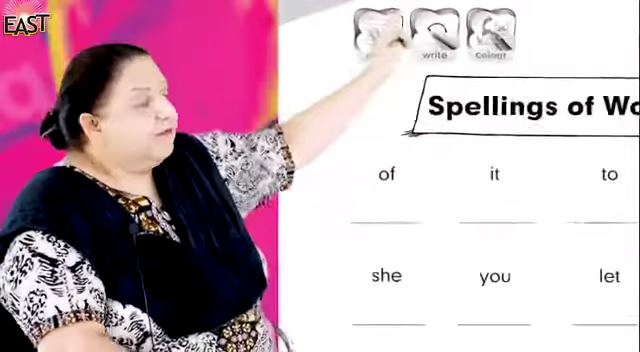 EAST
write
colour
Spellings of Wo
of it to
she you let